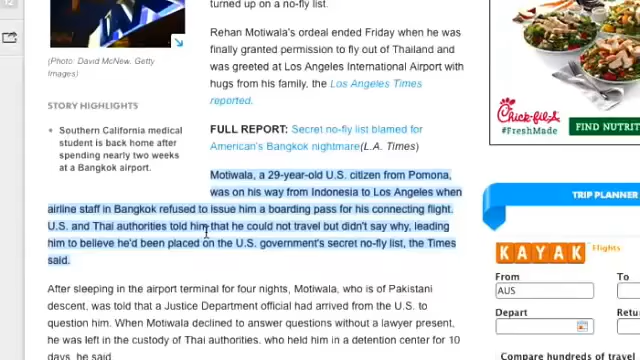 turned up on a no-fly list.
Rehan Motiwala's ordeal ended Friday when he
was finally granted permission to fly out of Thailand and
was greeted at Los Angeles International Airport with
hugs from his family, the Los Angeles Times
reported.
(Photo: David McNew, Getty
Images)
STORY HIGHLIGHTS
• Southern California medical
student is back home after
spending nearly two weeks
at a Bangkok airport.
FULL REPORT: Secret no-fly list blamed for
American's Bangkok nightmare(L.A. Times)
Motiwala, a 29-year-old U.S. citizen from Pomona,
was on his way from Indonesia to Los Angeles when
airline staff in Bangkok refused to issue him a boarding pass for his connecting flight.
U.S. and Thai authorities told him that he could not travel but didn't say why, leading
him to believe he'd been placed on the U.S. government's secret no-fly list, the Times
said.
After sleeping in the airport terminal for four nights, Motiwala, who is of Pakistani
descent, was told that a Justice Department official had arrived from the U.S. to
question him. When Motiwala declined to answer questions without a lawyer present,
he was left in the custody of Thai authorities, who held him in a detention center for 10
days, he said.
Chick-fil-A
#FreshMade
FIND NUTRI
TRIP PLANNER
KAYAK Flights
From
To
AUS
Depart
Retu
Compare hundreds of travel